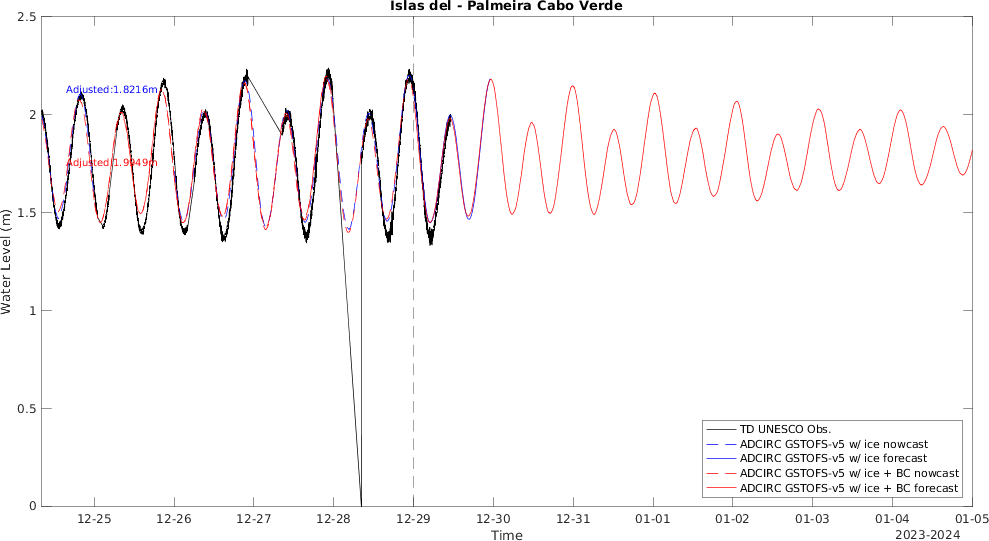 Islas del - Palmeira Cabo Verde
2.5
2
1.5
1
0.5
0
Water Level (m)
Adjusted:1.8216m
Adjusted:1.9949m
TD UNESCO Obs.
ADCIRC GSTOFS-v5 w/ ice nowcast
ADCIRC GSTOFS-v5 w/ ice forecast
ADCIRC GSTOFS-v5 w/ ice + BC nowcast
ADCIRC GSTOFS-v5 w/ ice + BC forecast
12-25 12-26 12-27 12-28 12-29 12-30 12-31 01-01 01-02 01-03 01-04 01-05
Time
2023-2024